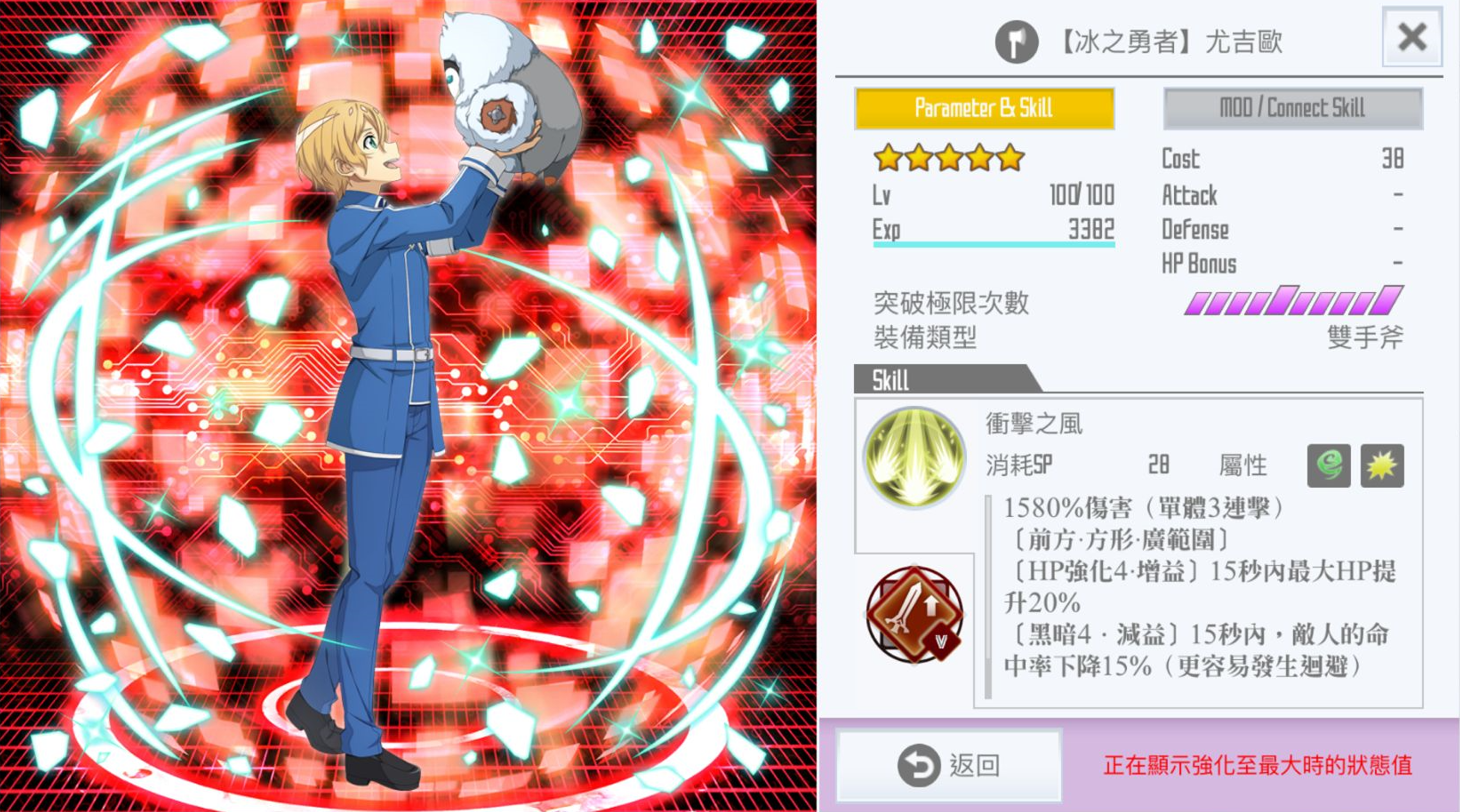 【冰之勇者】尤吉歐
Parameter & Skill
MOD / Connect Skill
Lv 100/100
Exp 3382
Cost 38
Attack -
Defense -
HP Bonus -
突破極限次數
裝備類型 雙手斧
Skill
衝擊之風
消耗SP 28 屬性
1580%傷害（單體3連擊）
〔前方·方形·廣範圍〕
〔HP強化4·增益〕15秒內最大HP提
升20%
〔黑暗4·減益〕15秒內，敵人的命
中率下降15%（更容易發生迴避）
V
返回
正在顯示強化至最大時的狀態值